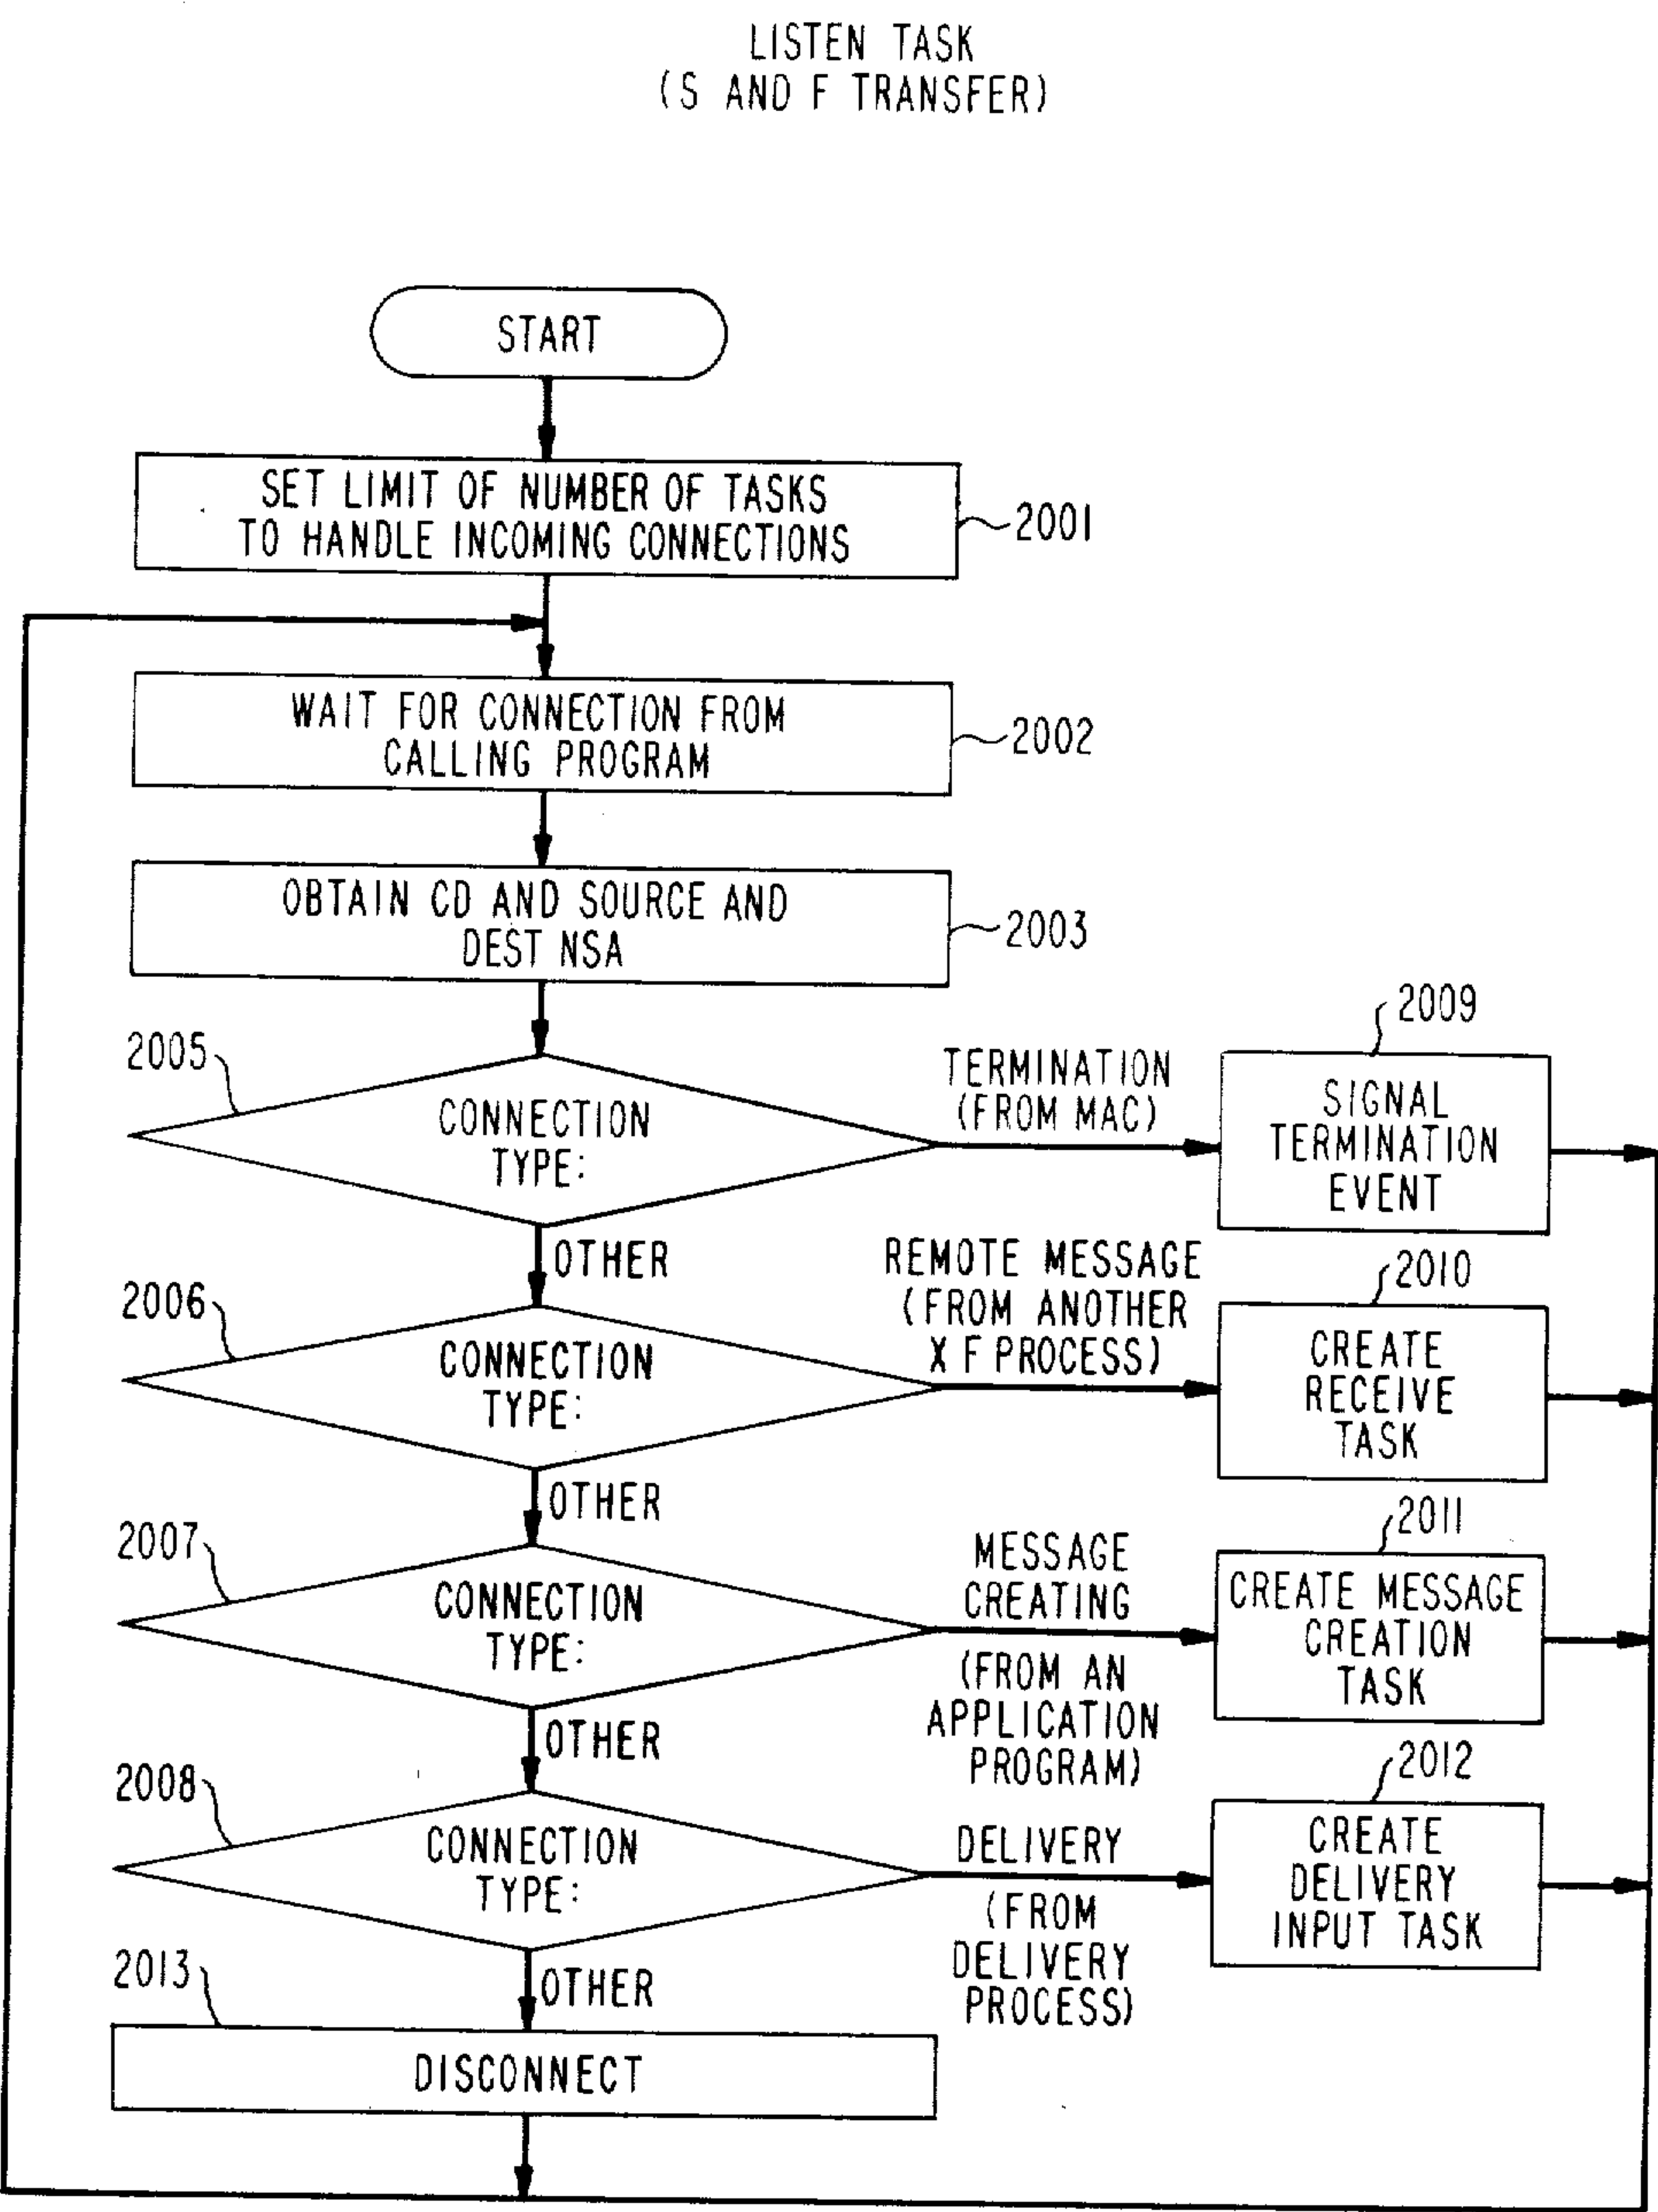 LISTEN TASK
(S AND F TRANSFER)
START
SET LIMIT OF NUMBER OF TASKS
TO HANDLE INCOMING CONNECTIONS
2001
WAIT FOR CONNECTION FROM
CALLING PROGRAM
2002
OBTAIN CD AND SOURCE AND
DEST NSA
2003
2005
CONNECTION
TYPE:
TERMINATION
(FROM MAC)
2009
SIGNAL
TERMINATION
EVENT
OTHER
2006
CONNECTION
TYPE:
REMOTE MESSAGE
(FROM ANOTHER
X F PROCESS)
2010
CREATE
RECEIVE
TASK
OTHER
2007
CONNECTION
TYPE:
MESSAGE
CREATING
(FROM AN
APPLICATION
PROGRAM)
2011
CREATE MESSAGE
CREATION
TASK
OTHER
2008
CONNECTION
TYPE:
DELIVERY
(FROM
DELIVERY
PROCESS)
2012
CREATE
DELIVERY
INPUT TASK
OTHER
2013
DISCONNECT